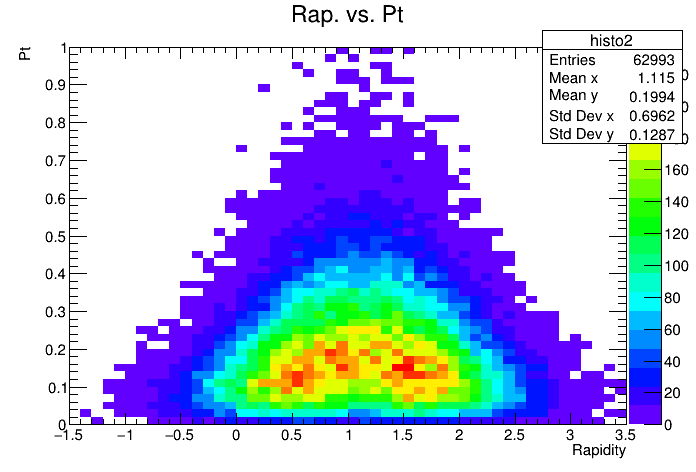 Rap. vs. Pt
Pt
histo2
Entries 62993
Mean x 1.115
Mean y 0.1994
Std Dev x 0.6962
Std Dev y 0.1287
1
0.9
0.8
0.7
0.6
0.5
0.4
0.3
0.2
0.1
0
−1.5 −1 −0.5 0 0.5 1 1.5 2 2.5 3 3.5
Rapidity
160
140
120
100
80
60
40
20
0